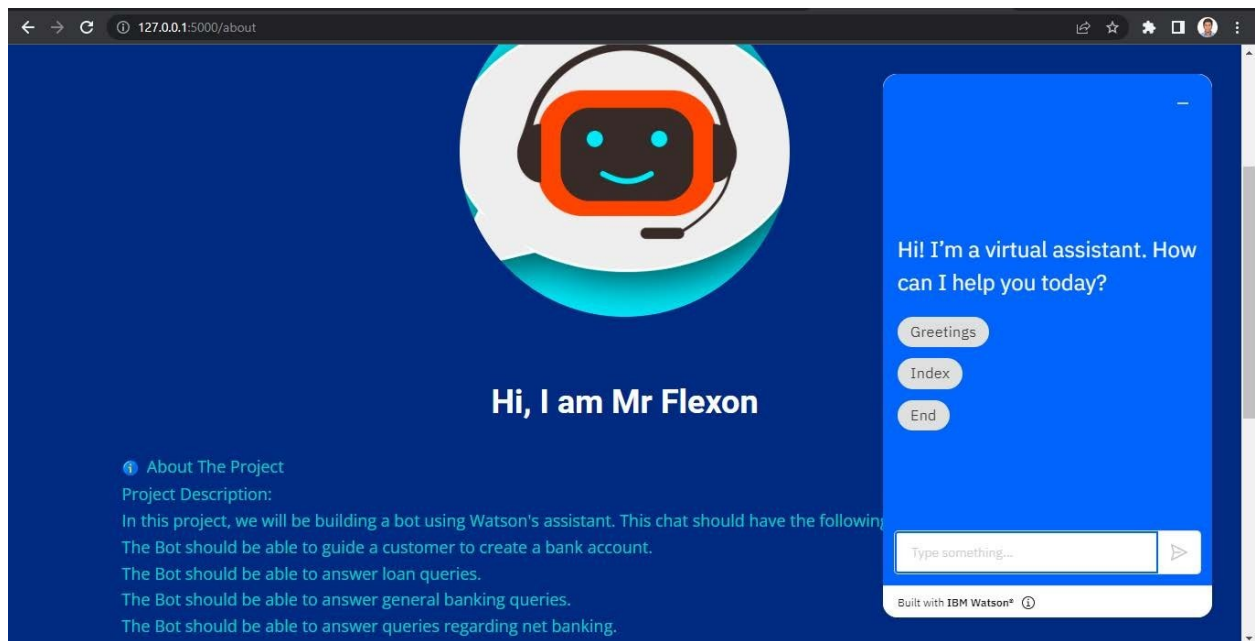 127.0.0.1:5000/about
Hi! I’m a virtual assistant. How
can I help you today?
Greetings
Index
End
Hi, I am Mr Flexon
About The Project
Project Description:
In this project, we will be building a bot using Watson's assistant. This chat should have the following
The Bot should be able to guide a customer to create a bank account.
The Bot should be able to answer loan queries.
The Bot should be able to answer general banking queries.
The Bot should be able to answer queries regarding net banking.
Type something...
Built with IBM Watson®